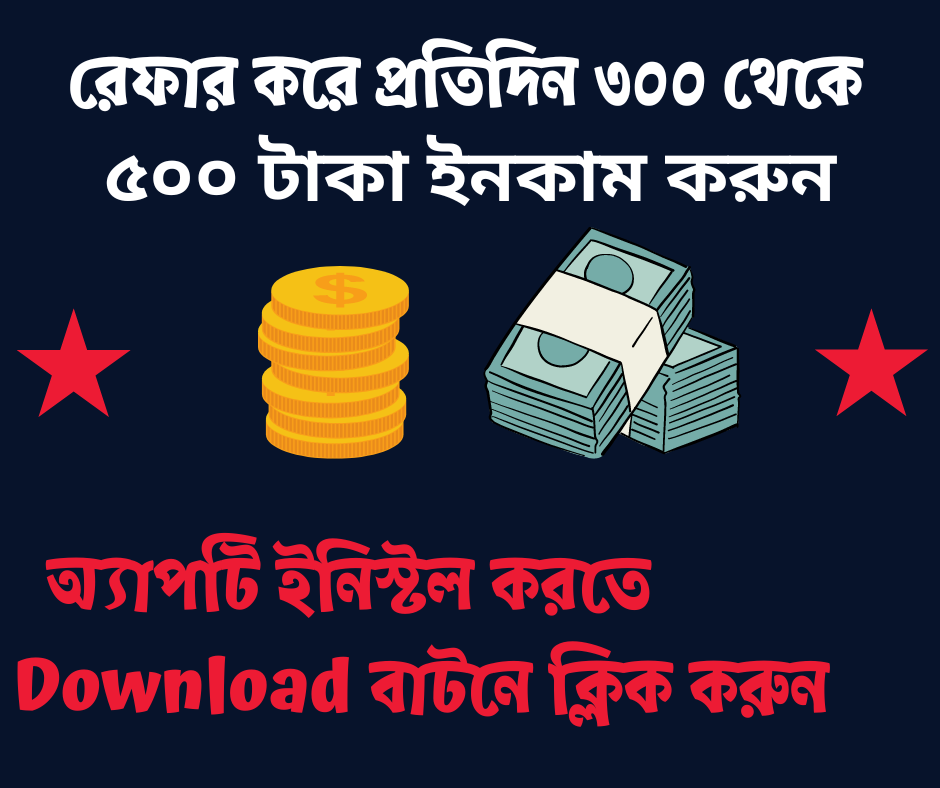 রেফার করে প্রতিদিন ৩০০ থেকে
৫০০ টাকা ইনকাম করুন
$
অ্যাপটি ইনিস্টল করতে
Download বাটনে ক্লিক করুন